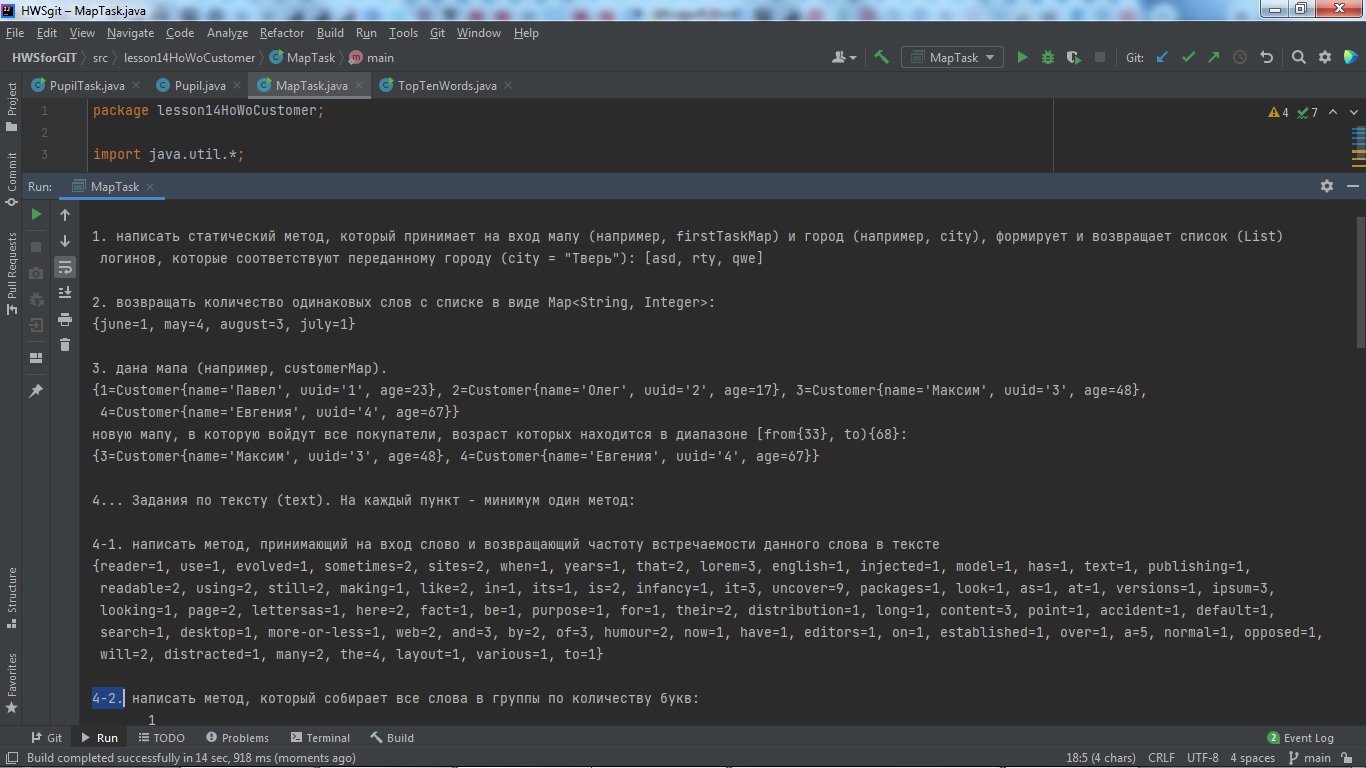 HWSgit – MapTask.java
File Edit View Navigate Code Analyze Refactor Build Run Tools Git Window Help
HWSforGIT src lesson14HoWoCustomer MapTask main MapTask Git:
PupilTask.java Pupil.java MapTask.java TopTenWords.java
1 package lesson14HoWoCustomer; 4 7
2
3 import java.util.*;
Run: MapTask
1. написать статический метод, который принимает на вход мапу (например, firstTaskMap) и город (например, city), формирует и возвращает список (List)
логинов, которые соответствуют переданному городу (city = "Тверь"): [asd, rty, qwe]
2. возвращать количество одинаковых слов с списке в виде Map<String, Integer>:
{june=1, may=4, august=3, july=1}
3. дана мапа (например, customerMap).
{1=Customer{name='Павел', uuid='1', age=23}, 2=Customer{name='Олег', uuid='2', age=17}, 3=Customer{name='Максим', uuid='3', age=48},
4=Customer{name='Евгения', uuid='4', age=67}}
новую мапу, в которую войдут все покупатели, возраст которых находится в диапазоне [from{33}, to){68}:
{3=Customer{name='Максим', uuid='3', age=48}, 4=Customer{name='Евгения', uuid='4', age=67}}
4... Задания по тексту (text). На каждый пункт - минимум один метод:
4-1. написать метод, принимающий на вход слово и возвращающий частоту встречаемости данного слова в тексте
{reader=1, use=1, evolved=1, sometimes=2, sites=2, when=1, years=1, that=2, lorem=3, english=1, injected=1, model=1, has=1, text=1, publishing=1,
readable=2, using=2, still=2, making=1, like=2, in=1, its=1, is=2, infancy=1, it=3, uncover=9, packages=1, look=1, as=1, at=1, versions=1, ipsum=3,
looking=1, page=2, lettersas=1, here=2, fact=1, be=1, purpose=1, for=1, their=2, distribution=1, long=1, content=3, point=1, accident=1, default=1,
search=1, desktop=1, more-or-less=1, web=2, and=3, by=2, of=3, humour=2, now=1, have=1, editors=1, on=1, established=1, over=1, a=5, normal=1, opposed=1,
will=2, distracted=1, many=2, the=4, layout=1, various=1, to=1}
4-2. написать метод, который собирает все слова в группы по количеству букв:
1
Project
Commit
Pull Requests
Structure
Favorites
Git Run TODO Problems Terminal Build 2 Event Log
Build completed successfully in 14 sec, 918 ms (moments ago) 18:5 (4 chars) CRLF UTF-8 4 spaces main